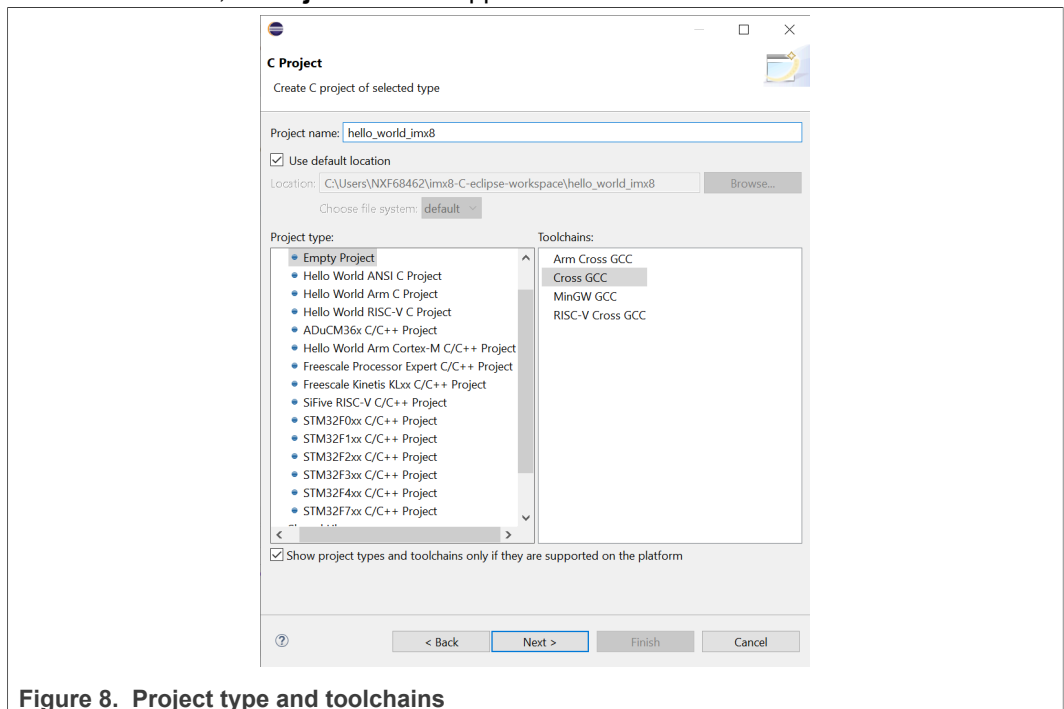 C Project
Create C project of selected type
Project name: hello_world_imx8
Use default location
Location: C:\Users\NXF68462\imx8-C-eclipse-workspace\hello_world_imx8 Browse...
Choose file system: default
Project type: Toolchains:
Empty Project Arm Cross GCC
Hello World ANSI C Project Cross GCC
Hello World Arm C Project MinGW GCC
Hello World RISC-V C Project RISC-V Cross GCC
ADuCM36x C/C++ Project
Hello World Arm Cortex-M C/C++ Project
Freescale Processor Expert C/C++ Project
Freescale Kinetis KLxx C/C++ Project
SiFive RISC-V C/C++ Project
STM32F0xx C/C++ Project
STM32F1xx C/C++ Project
STM32F2xx C/C++ Project
STM32F3xx C/C++ Project
STM32F4xx C/C++ Project
STM32F7xx C/C++ Project
Show project types and toolchains only if they are supported on the platform
< Back Next > Finish Cancel
Figure 8. Project type and toolchains